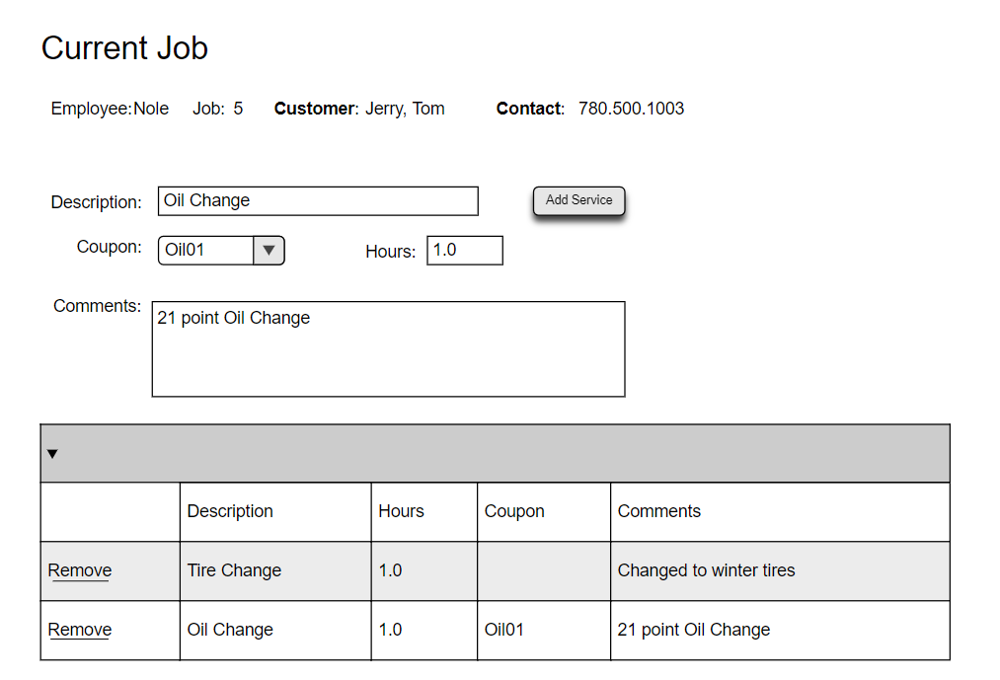 Current Job
Employee:Nole Job: 5 Customer: Jerry, Tom Contact: 780.500.1003
Description: Oil Change Add Service
Coupon: Oil01 Hours: 1.0
Comments: 21 point Oil Change
Description Hours Coupon Comments
Remove Tire Change 1.0 Changed to winter tires
Remove Oil Change 1.0 Oil01 21 point Oil Change